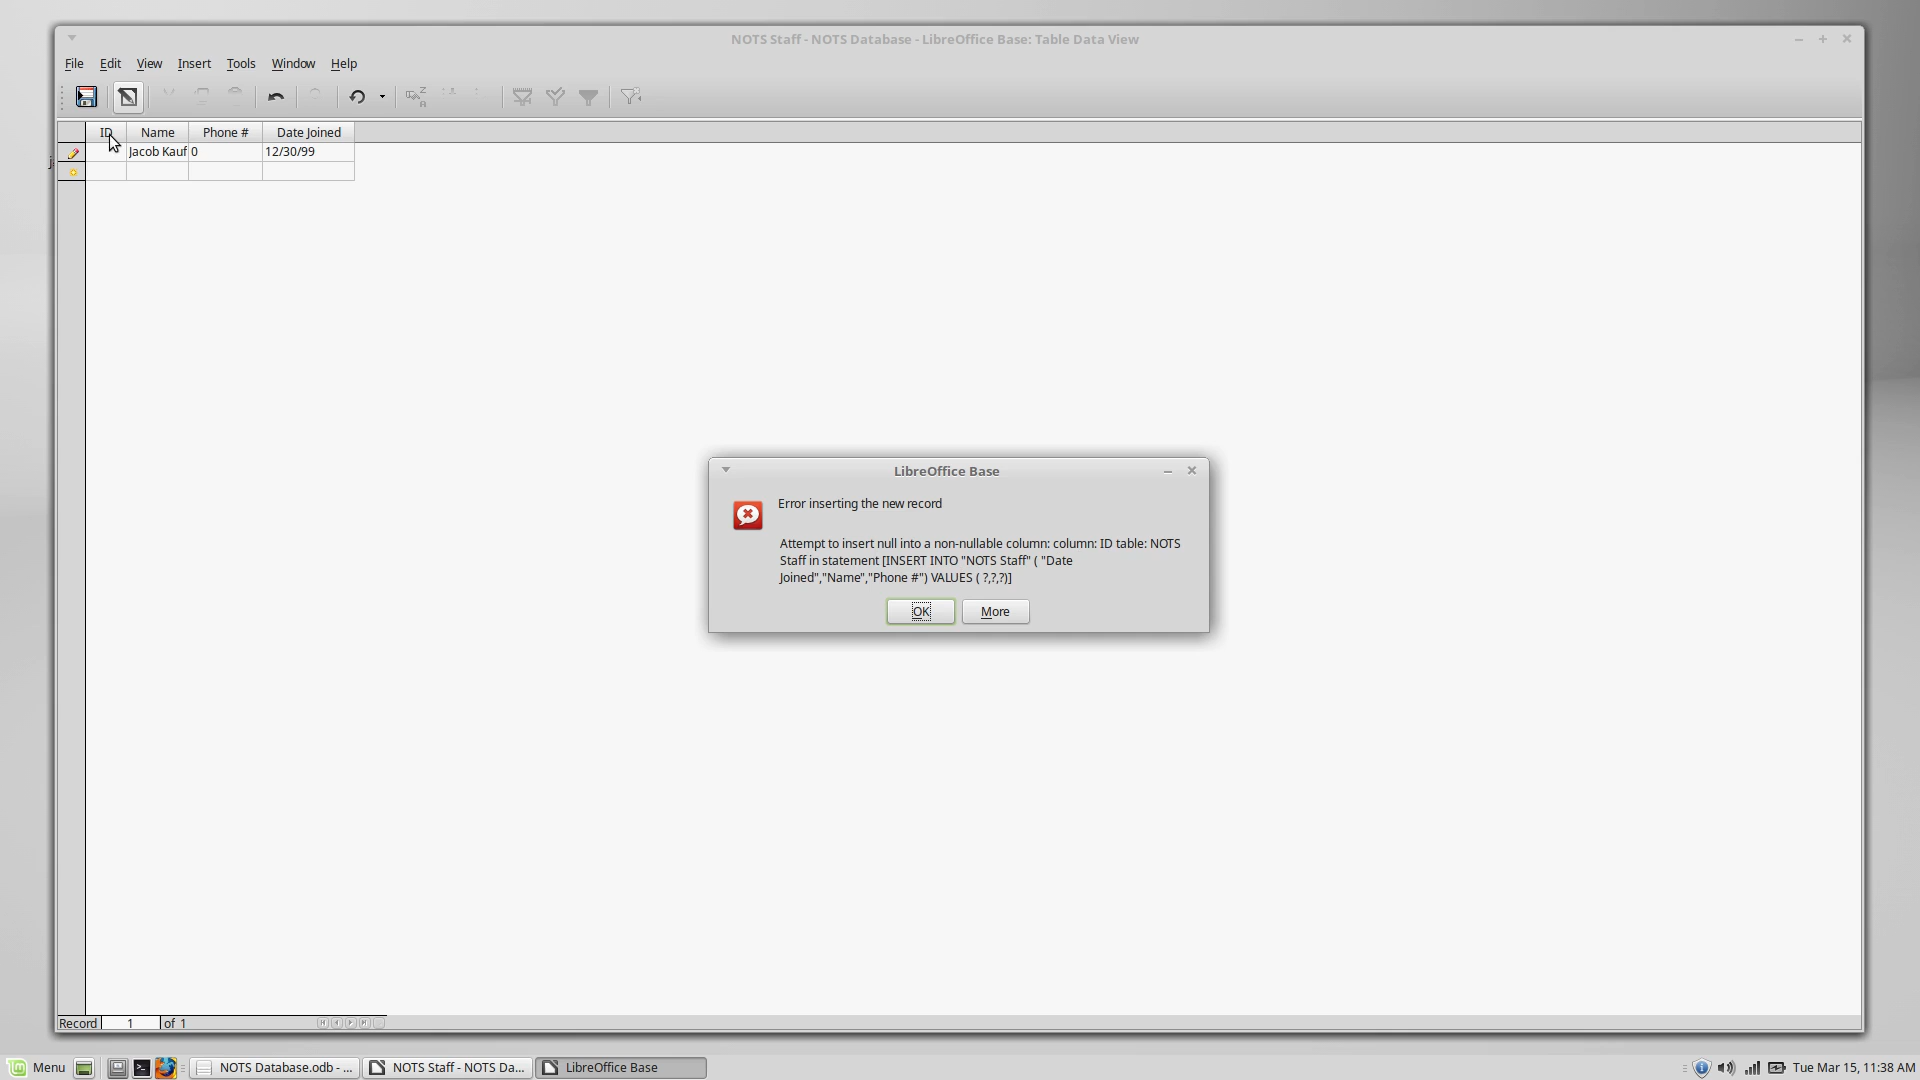 NOTS Staff - NOTS Database - LibreOffice Base: Table Data View
File Edit View Insert Tools Window Help
ID Name Phone # Date Joined
Jacob Kauf 0 12/30/99
LibreOffice Base
Error inserting the new record
Attempt to insert null into a non-nullable column: column: ID table: NOTS
Staff in statement [INSERT INTO "NOTS Staff" ( "Date
Joined","Name","Phone #") VALUES ( ?,?,?)]
OK More
Record 1 of 1
Menu NOTS Database.odb - ... NOTS Staff - NOTS Da... LibreOffice Base Tue Mar 15, 11:38 AM